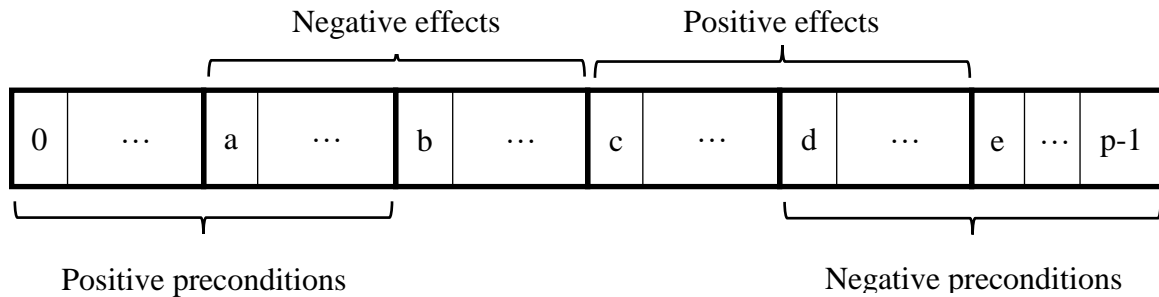 Negative effects Positive effects
0 ... a ... b ... c ... d ... e ... p-1
Positive preconditions Negative preconditions